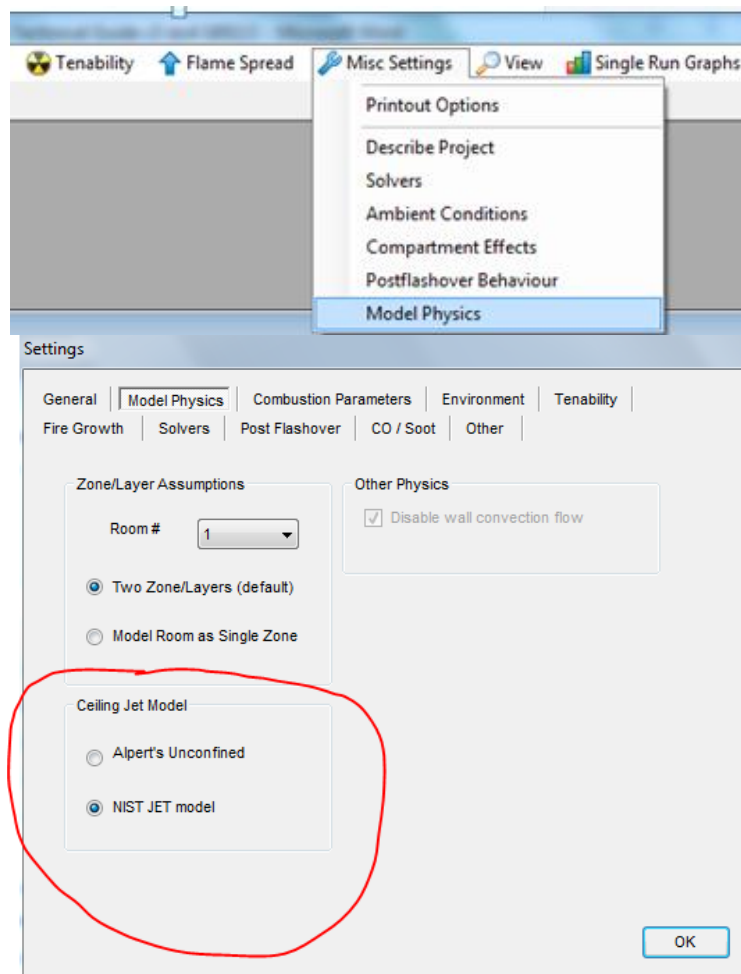 Tenability Flame Spread Misc Settings View Single Run Graphs
Printout Options
Describe Project
Solvers
Ambient Conditions
Compartment Effects
Postflashover Behaviour
Model Physics
Settings
General Model Physics Combustion Parameters Environment Tenability
Fire Growth Solvers Post Flashover CO / Soot Other
Zone/Layer Assumptions Other Physics
Room # 1 Disable wall convection flow
Two Zone/Layers (default)
Model Room as Single Zone
Ceiling Jet Model
Alpert's Unconfined
NIST JET model
OK